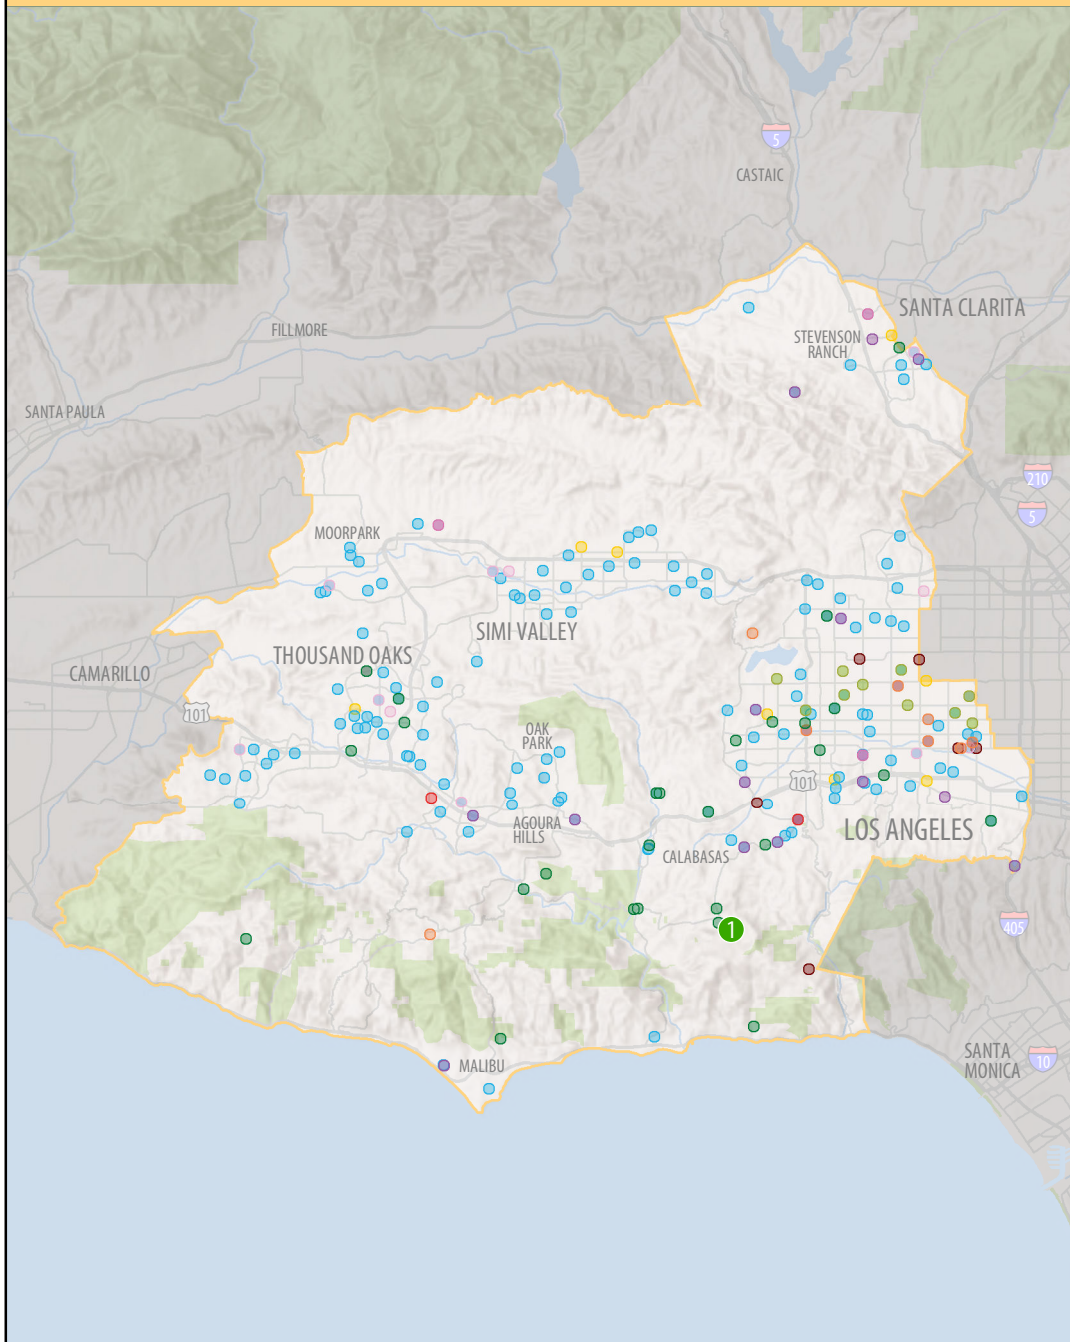 5
CASTAIC
SANTA CLARITA
FILLMORE
STEVENSON
RANCH
SANTA PAULA
210
5
MOORPARK
SIMI VALLEY
THOUSAND OAKS
CAMARILLO
101
OAK
PARK
101
AGOURA
HILLS
LOS ANGELES
CALABASAS
1
405
SANTA
MONICA
10
MALIBU